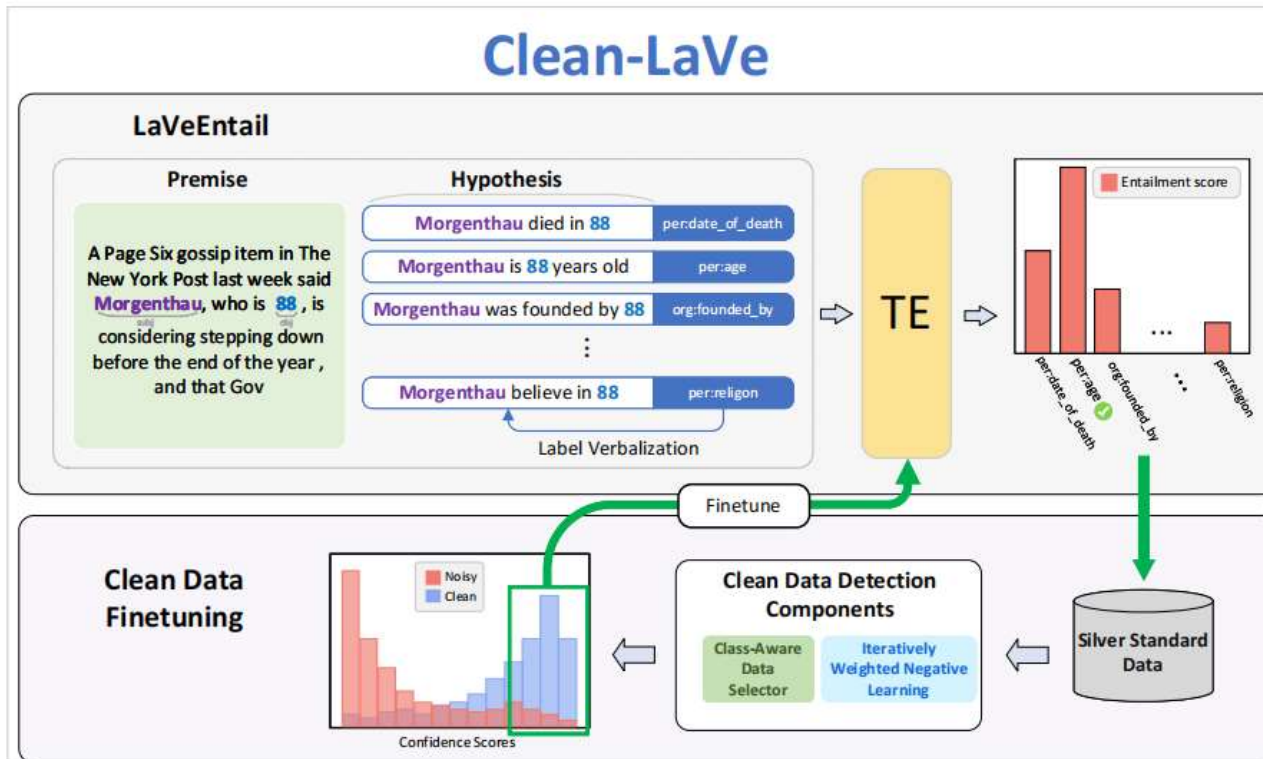 Clean-LaVe
LaVeEntail
Premise
Hypothesis
A Page Six gossip item in The
New York Post last week said
Morgenthau, who is 88 , is
subj obj
considering stepping down
before the end of the year ,
and that Gov
Morgenthau died in 88 per:date_of_death
Morgenthau is 88 years old per:age
Morgenthau was founded by 88 org:founded_by
⋮
Morgenthau believe in 88 per:religon
Label Verbalization
TE
Entailment score
...
per:date_of_death
per:age
org:founded_by
...
per:religion
Finetune
Clean Data
Finetuning
Noisy
Clean
Confidence Scores
Clean Data Detection
Components
Class-Aware
Data
Selector
Iteratively
Weighted Negative
Learning
Silver Standard
Data